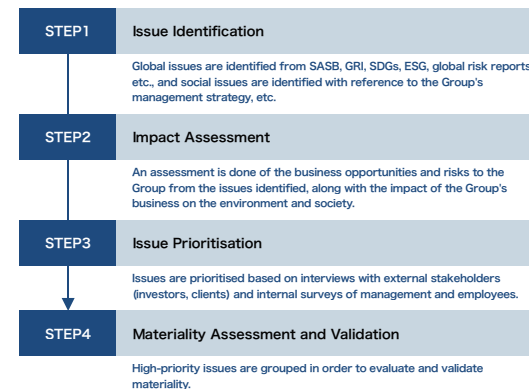 STEP1 Issue Identification
Global issues are identified from SASB, GRI, SDGs, ESG, global risk reports
etc., and social issues are identified with reference to the Group's
management strategy, etc.
STEP2 Impact Assessment
An assessment is done of the business opportunities and risks to the
Group from the issues identified, along with the impact of the Group's
business on the environment and society.
STEP3 Issue Prioritisation
Issues are prioritised based on interviews with external stakeholders
(investors, clients) and internal surveys of management and employees.
STEP4 Materiality Assessment and Validation
High-priority issues are grouped in order to evaluate and validate
materiality.